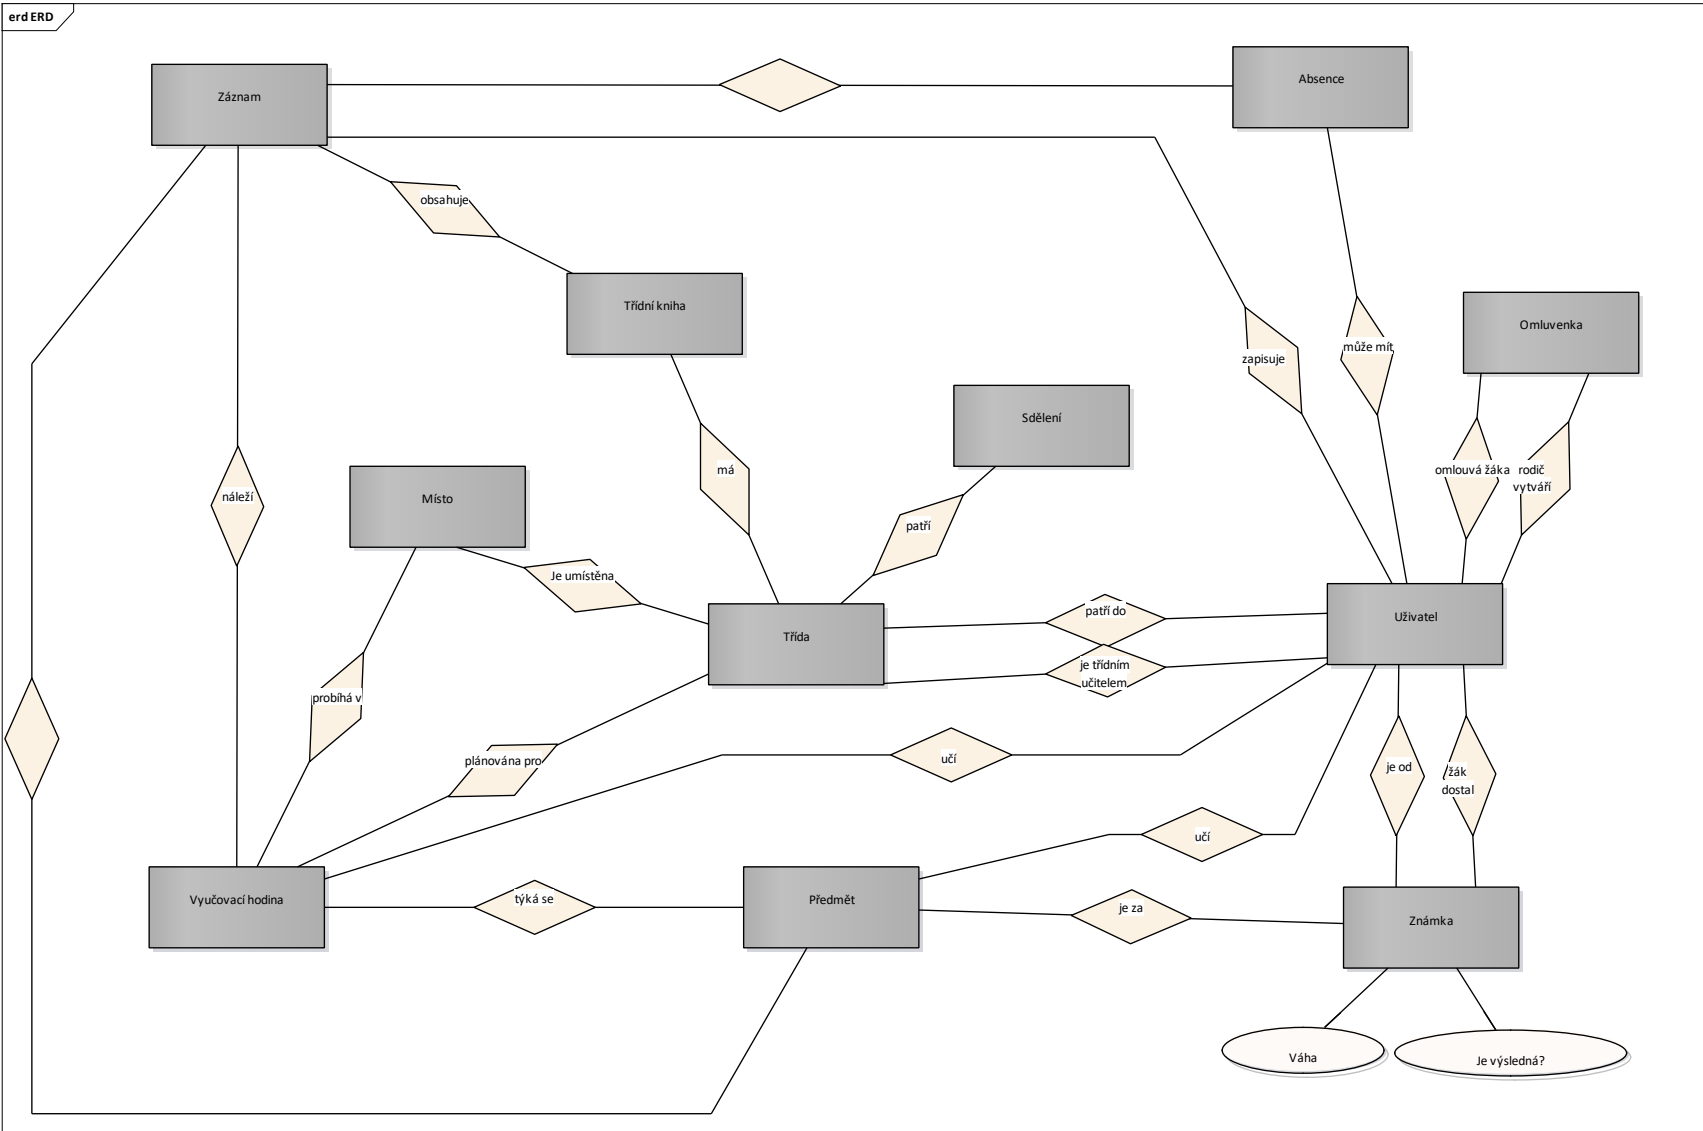 erd ERD
Záznam
Absence
obsahuje
Třídní kniha
Omluvenka
zapisuje
může mít
Sdělení
Místo
náleží
má
omlouvá žáka
rodič
vytváří
patří
Je umístěna
patří do
Uživatel
Třída
je třídním
učitelem
probíhá v
plánována pro
učí
je od
žák
dostal
učí
Vyučovací hodina
týká se
Předmět
je za
Známka
Váha
Je výsledná?